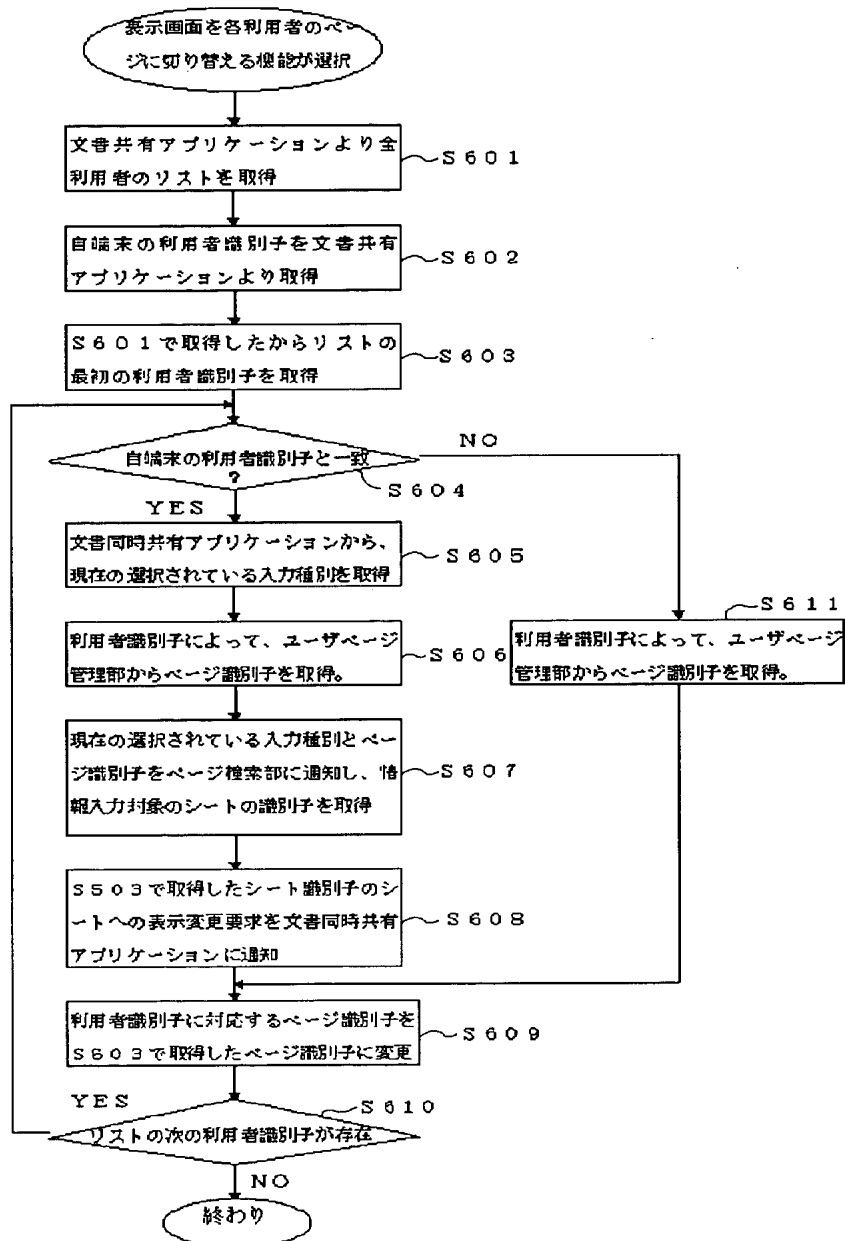 表示画面を各利用者のペー
ジに切り替える機能が選択
文書共有アプリケーションより全
利用者のリストを取得
S601
自端末の利用者識別子を文書共有
アプリケーションより取得
S602
S601で取得したからリストの
最初の利用者識別子を取得
S603
自端末の利用者識別子と一致
?
NO
S604
YES
文書同時共有アプリケーションから、
現在の選択されている入力種別を取得
S605
S611
利用者識別子によって、ユーザページ
管理部からページ識別子を取得。
S606
利用者識別子によって、ユーザページ
管理部からページ識別子を取得。
現在の選択されている入力種別とペー
ジ識別子をページ検索部に通知し、情
報入力対象のシートの識別子を取得
S607
S503で取得したシート識別子のシ
ートへの表示変更要求を文書同時共有
アプリケーションに通知
S608
利用者識別子に対応するページ識別子を
S603で取得したページ識別子に変更
S609
YES
S610
リストの次の利用者識別子が存在
NO
終わり